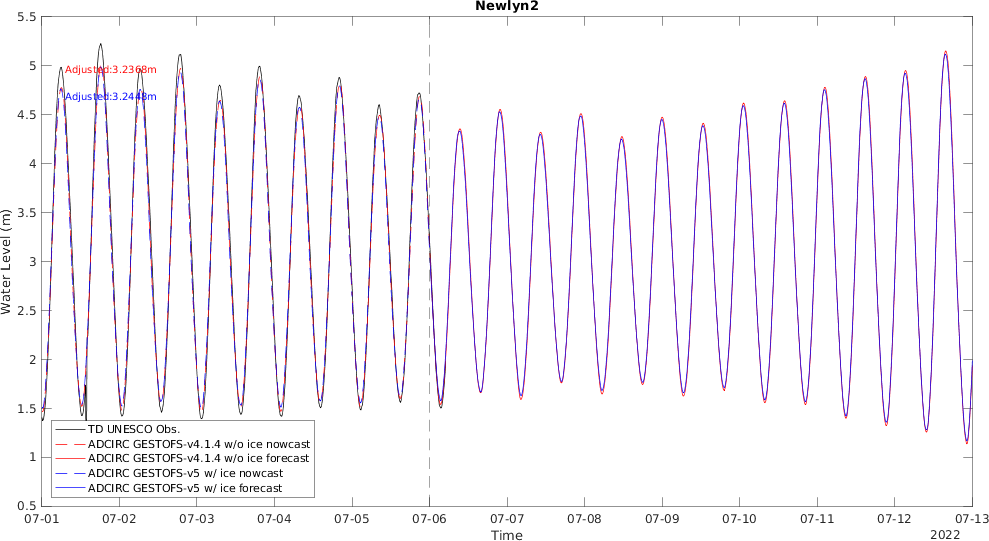 Newlyn2
5.5
5
4.5
4
3.5
3
2.5
2
1.5
1
0.5
Water Level (m)
Adjusted:3.2368m
Adjusted:3.2448m
TD UNESCO Obs.
ADCIRC GESTOFS-v4.1.4 w/o ice nowcast
ADCIRC GESTOFS-v4.1.4 w/o ice forecast
ADCIRC GESTOFS-v5 w/ ice nowcast
ADCIRC GESTOFS-v5 w/ ice forecast
07-01 07-02 07-03 07-04 07-05 07-06 07-07 07-08 07-09 07-10 07-11 07-12 07-13
Time
2022